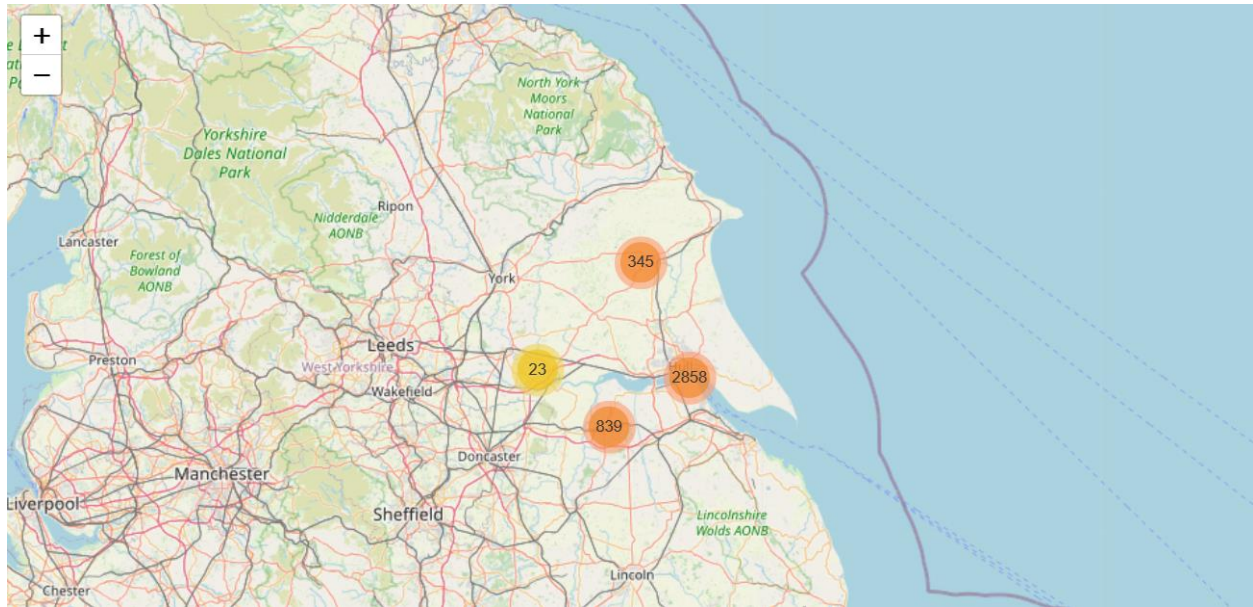 +
−
North York
Moors
National
Park
Yorkshire
Dales National
Park
Nidderdale
AONB
Ripon
Lancaster
Forest of
Bowland
AONB
York
345
Leeds
West Yorkshire
Preston
Wakefield
23
2858
839
Doncaster
Manchester
Liverpool
Sheffield
Lincolnshire
Wolds AONB
Lincoln
Chester